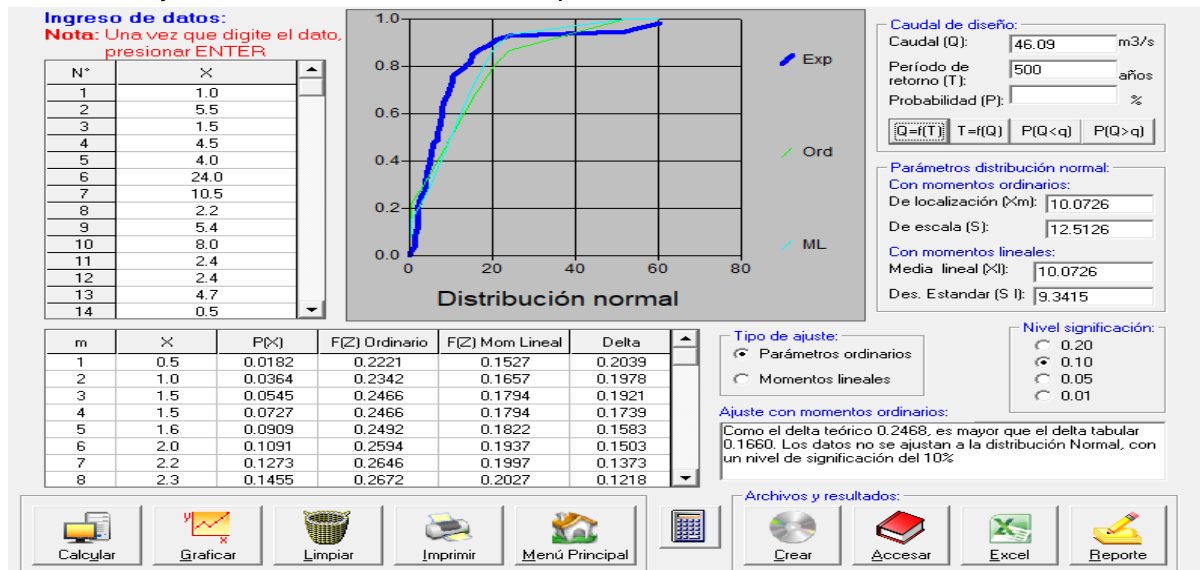 Ingreso de datos:
Nota: Una vez que digite el dato,
presionar ENTER
N° X
1 1.0
2 5.5
3 1.5
4 4.5
5 4.0
6 24.0
7 10.5
8 2.2
9 5.4
10 8.0
11 2.4
12 2.4
13 4.7
14 0.5
1.0
0.8
0.6
0.4
0.2
0.0
0 20 40 60 80
Distribución normal
Exp
Ord
ML
Caudal de diseño:
Caudal (Q): 46.09 m3/s
Período de
retorno (T): 500 años
Probabilidad (P): %
Q=f(T) T=f(Q) P(Q<q) P(Q>q)
Parámetros distribución normal:
Con momentos ordinarios:
De localización (Xm): 10.0726
De escala (S): 12.5126
Con momentos lineales:
Media lineal (Xl): 10.0726
Des. Estandar (S l): 9.3415
m X P(X) F(Z) Ordinario F(Z) Mom Lineal Delta
1 0.5 0.0182 0.2221 0.1527 0.2039
2 1.0 0.0364 0.2342 0.1657 0.1978
3 1.5 0.0545 0.2466 0.1794 0.1921
4 1.5 0.0727 0.2466 0.1794 0.1739
5 1.6 0.0909 0.2492 0.1822 0.1583
6 2.0 0.1091 0.2594 0.1937 0.1503
7 2.2 0.1273 0.2646 0.1997 0.1373
8 2.3 0.1455 0.2672 0.2027 0.1218
Tipo de ajuste:
Parámetros ordinarios
Momentos lineales
Nivel significación:
0.20
0.10
0.05
0.01
Ajuste con momentos ordinarios:
Como el delta teórico 0.2468, es mayor que el delta tabular
0.1660. Los datos no se ajustan a la distribución Normal, con
un nivel de significación del 10%
Calcular Graficar Limpiar Imprimir Menú Principal
Archivos y resultados:
Crear Accesar Excel Reporte